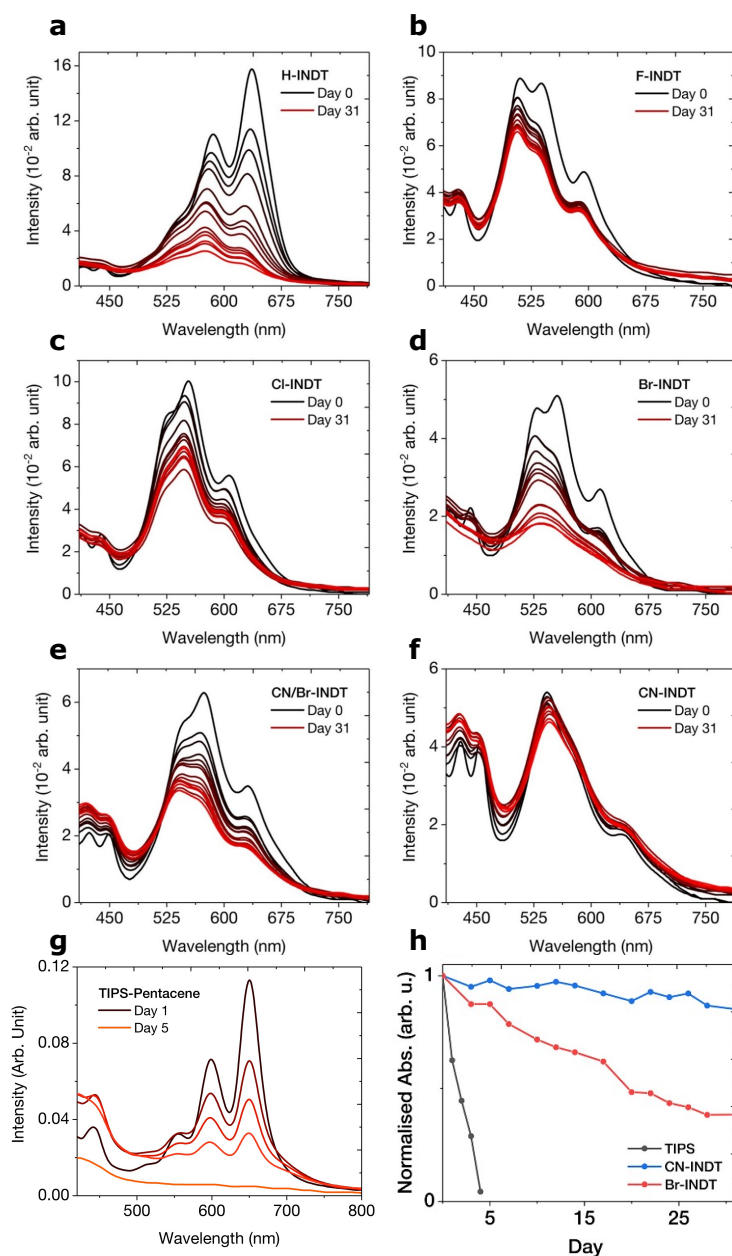 a
b
16
12
8
4
0
H-INDT
Day 0
Day 31
450
525
600
675
750
Intensity (10⁻² arb. unit)
Wavelength (nm)
10
8
6
4
2
0
F-INDT
Day 0
Day 31
450
525
600
675
750
Intensity (10⁻² arb. unit)
Wavelength (nm)
c
d
10
8
6
4
2
0
Cl-INDT
Day 0
Day 31
450
525
600
675
750
Intensity (10⁻² arb. unit)
Wavelength (nm)
6
4
2
0
Br-INDT
Day 0
Day 31
450
525
600
675
750
Intensity (10⁻² arb. unit)
Wavelength (nm)
e
f
6
4
2
0
CN/Br-INDT
Day 0
Day 31
450
525
600
675
750
Intensity (10⁻² arb. unit)
Wavelength (nm)
6
4
2
0
CN-INDT
Day 0
Day 31
450
525
600
675
750
Intensity (10⁻² arb. unit)
Wavelength (nm)
g
h
0.12
0.08
0.04
0.00
TIPS-Pentacene
Day 1
Day 5
500
600
700
800
Intensity (Arb. Unit)
Wavelength (nm)
1
0
TIPS
CN-INDT
Br-INDT
5
15
25
Normalised Abs. (arb. u.)
Day